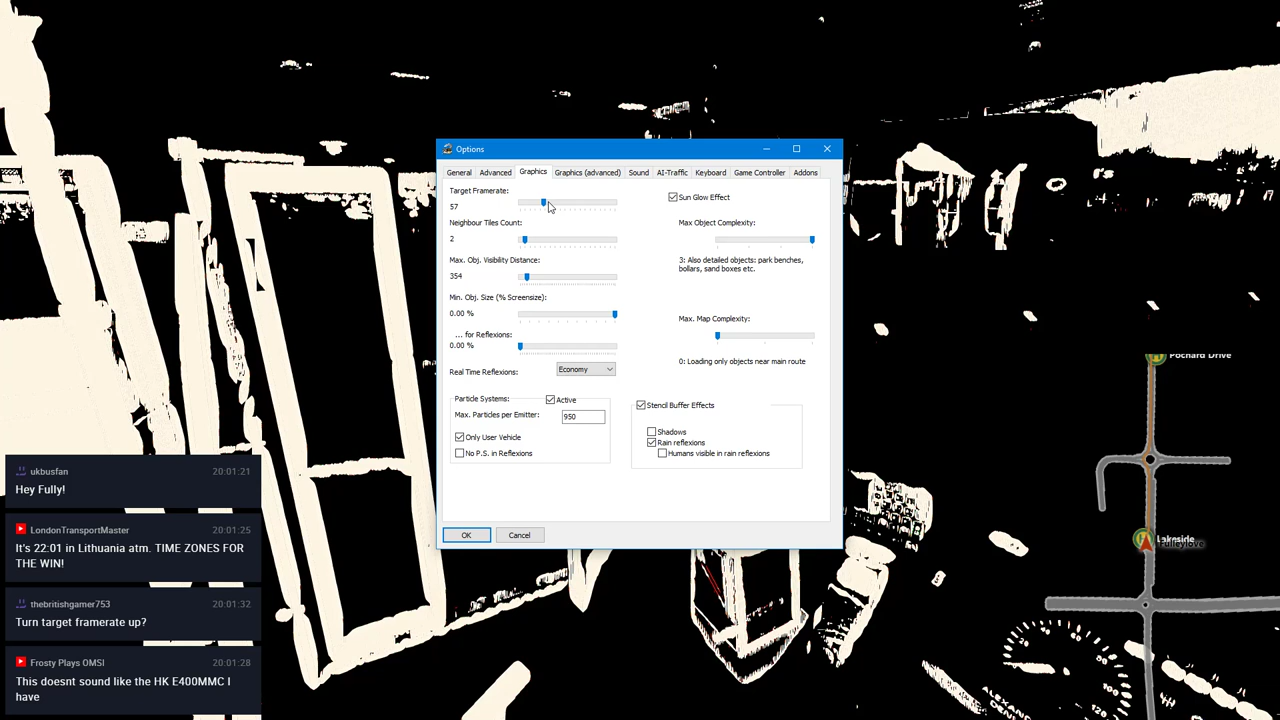 Options
General
Advanced
Graphics
Graphics (advanced)
Sound
AI-Traffic
Keyboard
Game Controller
Addons
Target Framerate:
57
Neighbour Tiles Count:
2
Max. Obj. Visibility Distance:
354
Min. Obj. Size (% Screensize):
0.00 %
... for Reflexions:
0.00 %
Real Time Reflexions:
Economy
Particle Systems:
Active
Max. Particles per Emitter:
950
Only User Vehicle
No P.S. in Reflexions
Sun Glow Effect
Max Object Complexity:
3: Also detailed objects: park benches,
bollars, sand boxes etc.
Max. Map Complexity:
0: Loading only objects near main route
Stencil Buffer Effects
Shadows
Rain reflexions
Humans visible in rain reflexions
OK
Cancel
ukbusfan 20:01:21
Hey Fully!
LondonTransportMaster 20:01:25
It's 22:01 in Lithuania atm. TIME ZONES FOR
THE WIN!
thebritishgamer753 20:01:32
Turn target framerate up?
Frosty Plays OMSI 20:01:28
This doesnt sound like the HK E400MMC I
have
Pochard Drive
Lakeside